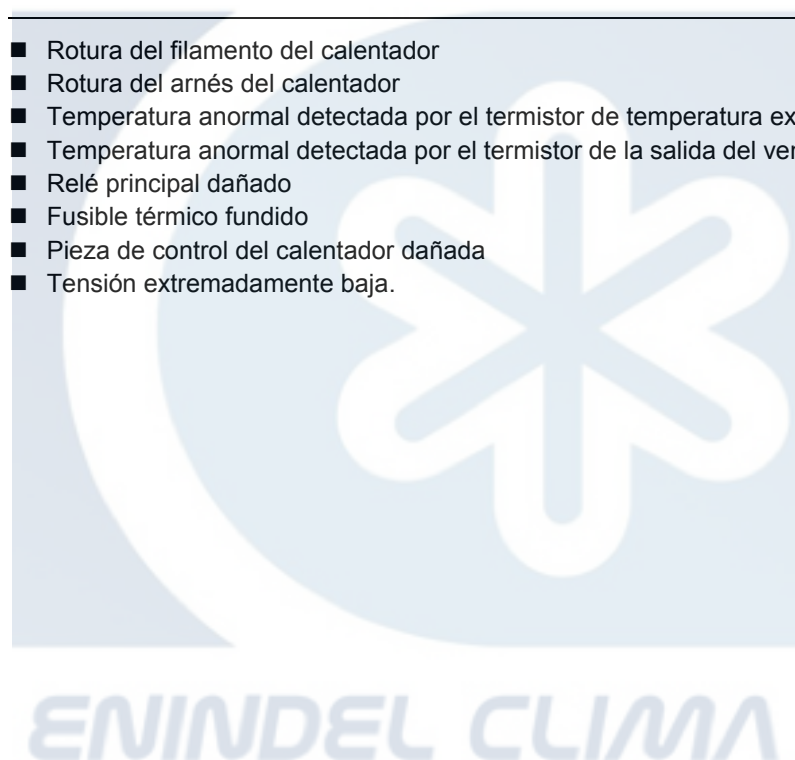 ■ Rotura del filamento del calentador
■ Rotura del arnés del calentador
■ Temperatura anormal detectada por el termistor de temperatura ex
■ Temperatura anormal detectada por el termistor de la salida del ver
■ Relé principal dañado
■ Fusible térmico fundido
■ Pieza de control del calentador dañada
■ Tensión extremadamente baja.
ENINDEL CLIMA